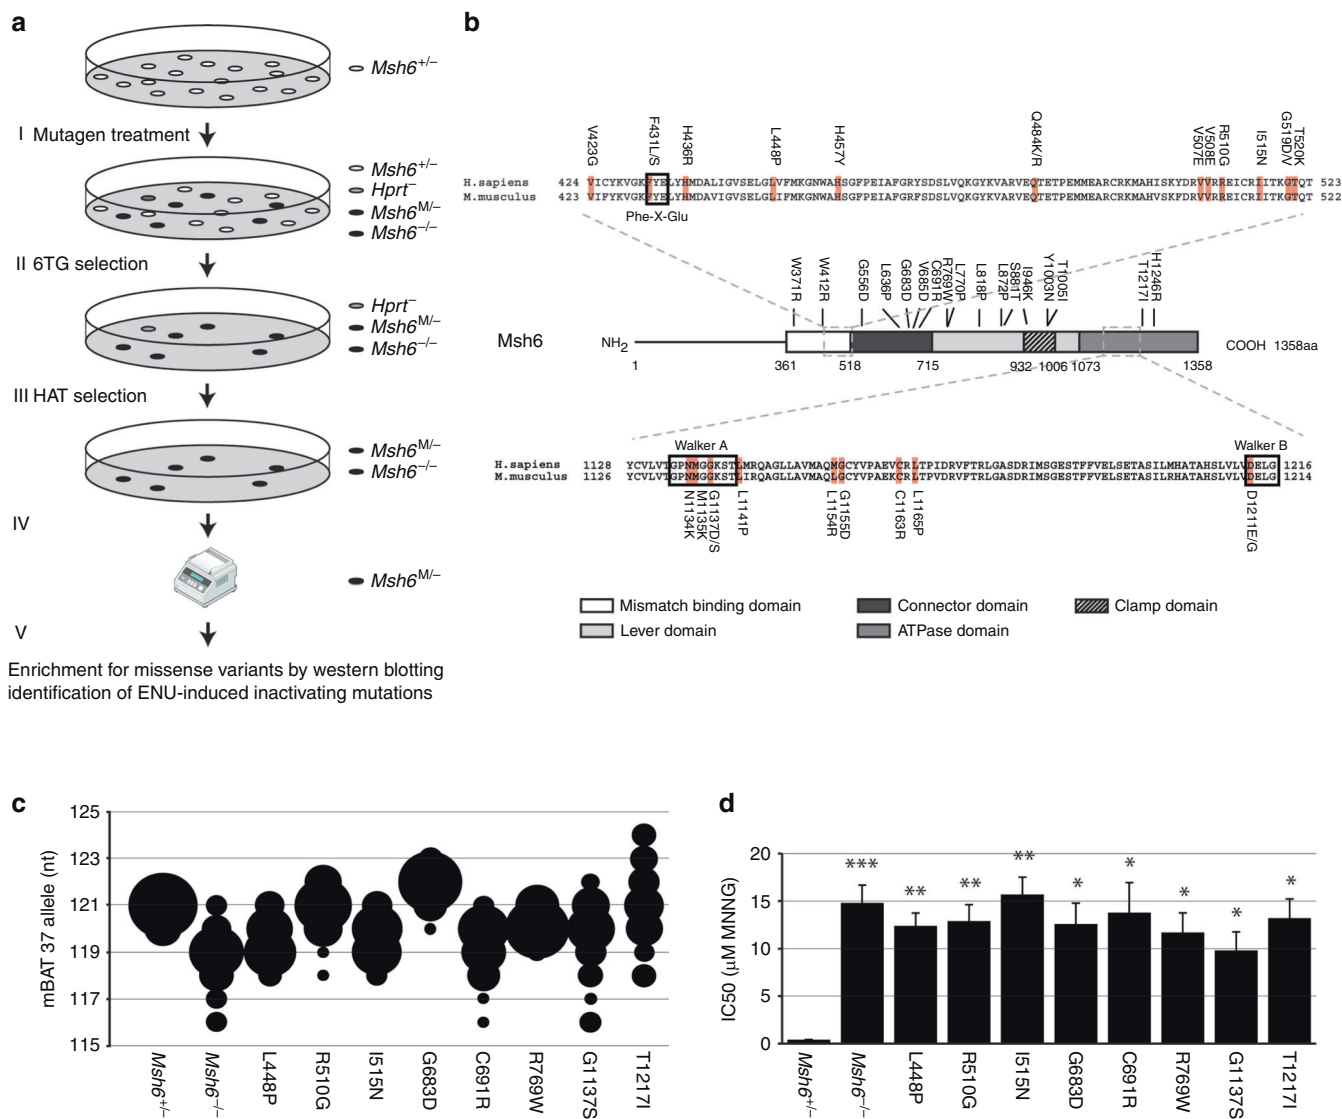 a
Msh6+/–
I Mutagen treatment
Msh6+/–
Hprt–
Msh6M/–
Msh6–/–
II 6TG selection
Hprt–
Msh6M/–
Msh6–/–
III HAT selection
Msh6M/–
Msh6–/–
IV
Msh6M/–
V
Enrichment for missense variants by western blotting
identification of ENU-induced inactivating mutations
b
V423G F431L/S H436R L448P H457Y Q484K/R V507E V508E R510G I515N G519D/V T520K
H.sapiens 424 VICYKVGKFYELYHMDALIGVSELGLVFMKGNWAHSGFPEIAFGRYSDSLVQKGYKVARVEQTETPEMMEARCRKMAHISKYDRVVRREICRIITKGTQT 523
M.musculus 423 VICYKVGKFYELYHMDAVIGVSELGLIFMKGNWAHSGFPEIAFGRFSDSLVQKGYKVARVEQTETPEMMEARCRKMAHVSKFDRVVRREICRIITKGTQT 522
Phe-X-Glu
W371R W412R G556D L636P G683D V685D C691R R769W L770P L818P L872P S881T I946K Y1003N T1005I T1217I H1246R
Msh6 NH2 COOH 1358aa
1 361 518 715 932 1006 1073 1358
Walker A Walker B
H.sapiens 1128 YCVLVTGPNMGGKSTLMRQAGLLAVMAQMGCYVPAEVCRLTPIDRVFTRLGASDRIMSGESTFFVELSETASILMHATAHSLVLVDELG 1216
M.musculus 1126 YCVLVTGPNMGGKSTLIRQAGLLAVMAQLGCYVPAEKCRLTPIDRVFTRLGASDRIMSGESTFFVELSETASILRHATAHSLVLVDELG 1214
N1134K M1135K G1137D/S L1141P L1154R G1155D C1163R L1165P D1211E/G
Mismatch binding domain Connector domain Clamp domain
Lever domain ATPase domain
c
mBAT 37 allele (nt)
125
123
121
119
117
115
Msh6+/– Msh6–/– L448P R510G I515N G683D C691R R769W G1137S T1217I
d
IC50 (μM MNNG)
20
15
10
5
0
*** ** ** ** * * * * *
Msh6+/– Msh6–/– L448P R510G I515N G683D C691R R769W G1137S T1217I